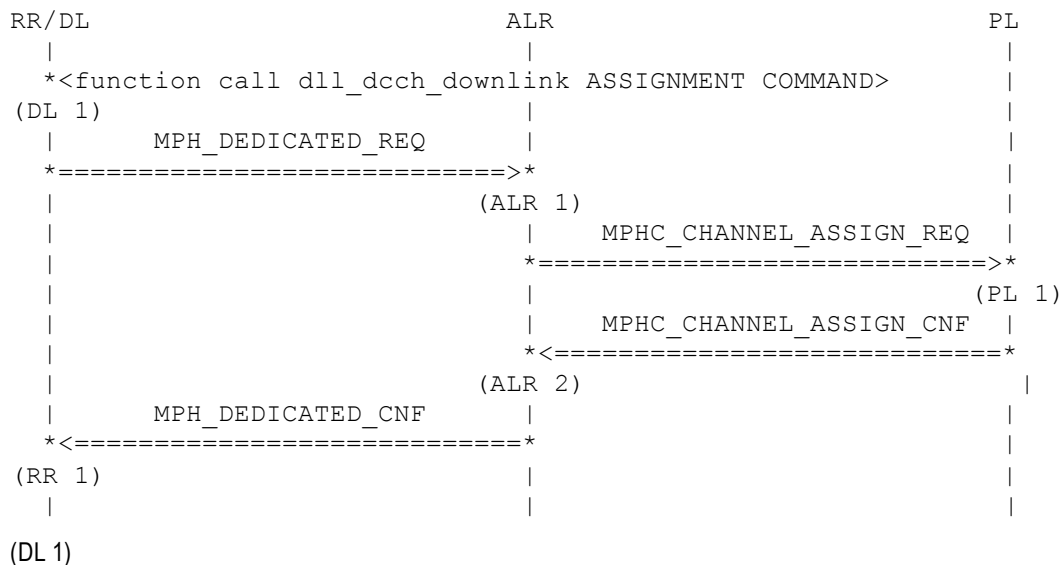 RR/DL ALR PL
| | |
*<function call dll_dcch_downlink ASSIGNMENT COMMAND> |
(DL 1) | |
| MPH_DEDICATED_REQ | |
*============================>* |
| (ALR 1) |
| | MPHC_CHANNEL_ASSIGN_REQ |
| *============================>*
| | (PL 1)
| | MPHC_CHANNEL_ASSIGN_CNF |
| *<============================*
| (ALR 2) |
| MPH_DEDICATED_CNF | |
*<============================* |
(RR 1) | |
| | |
(DL 1)